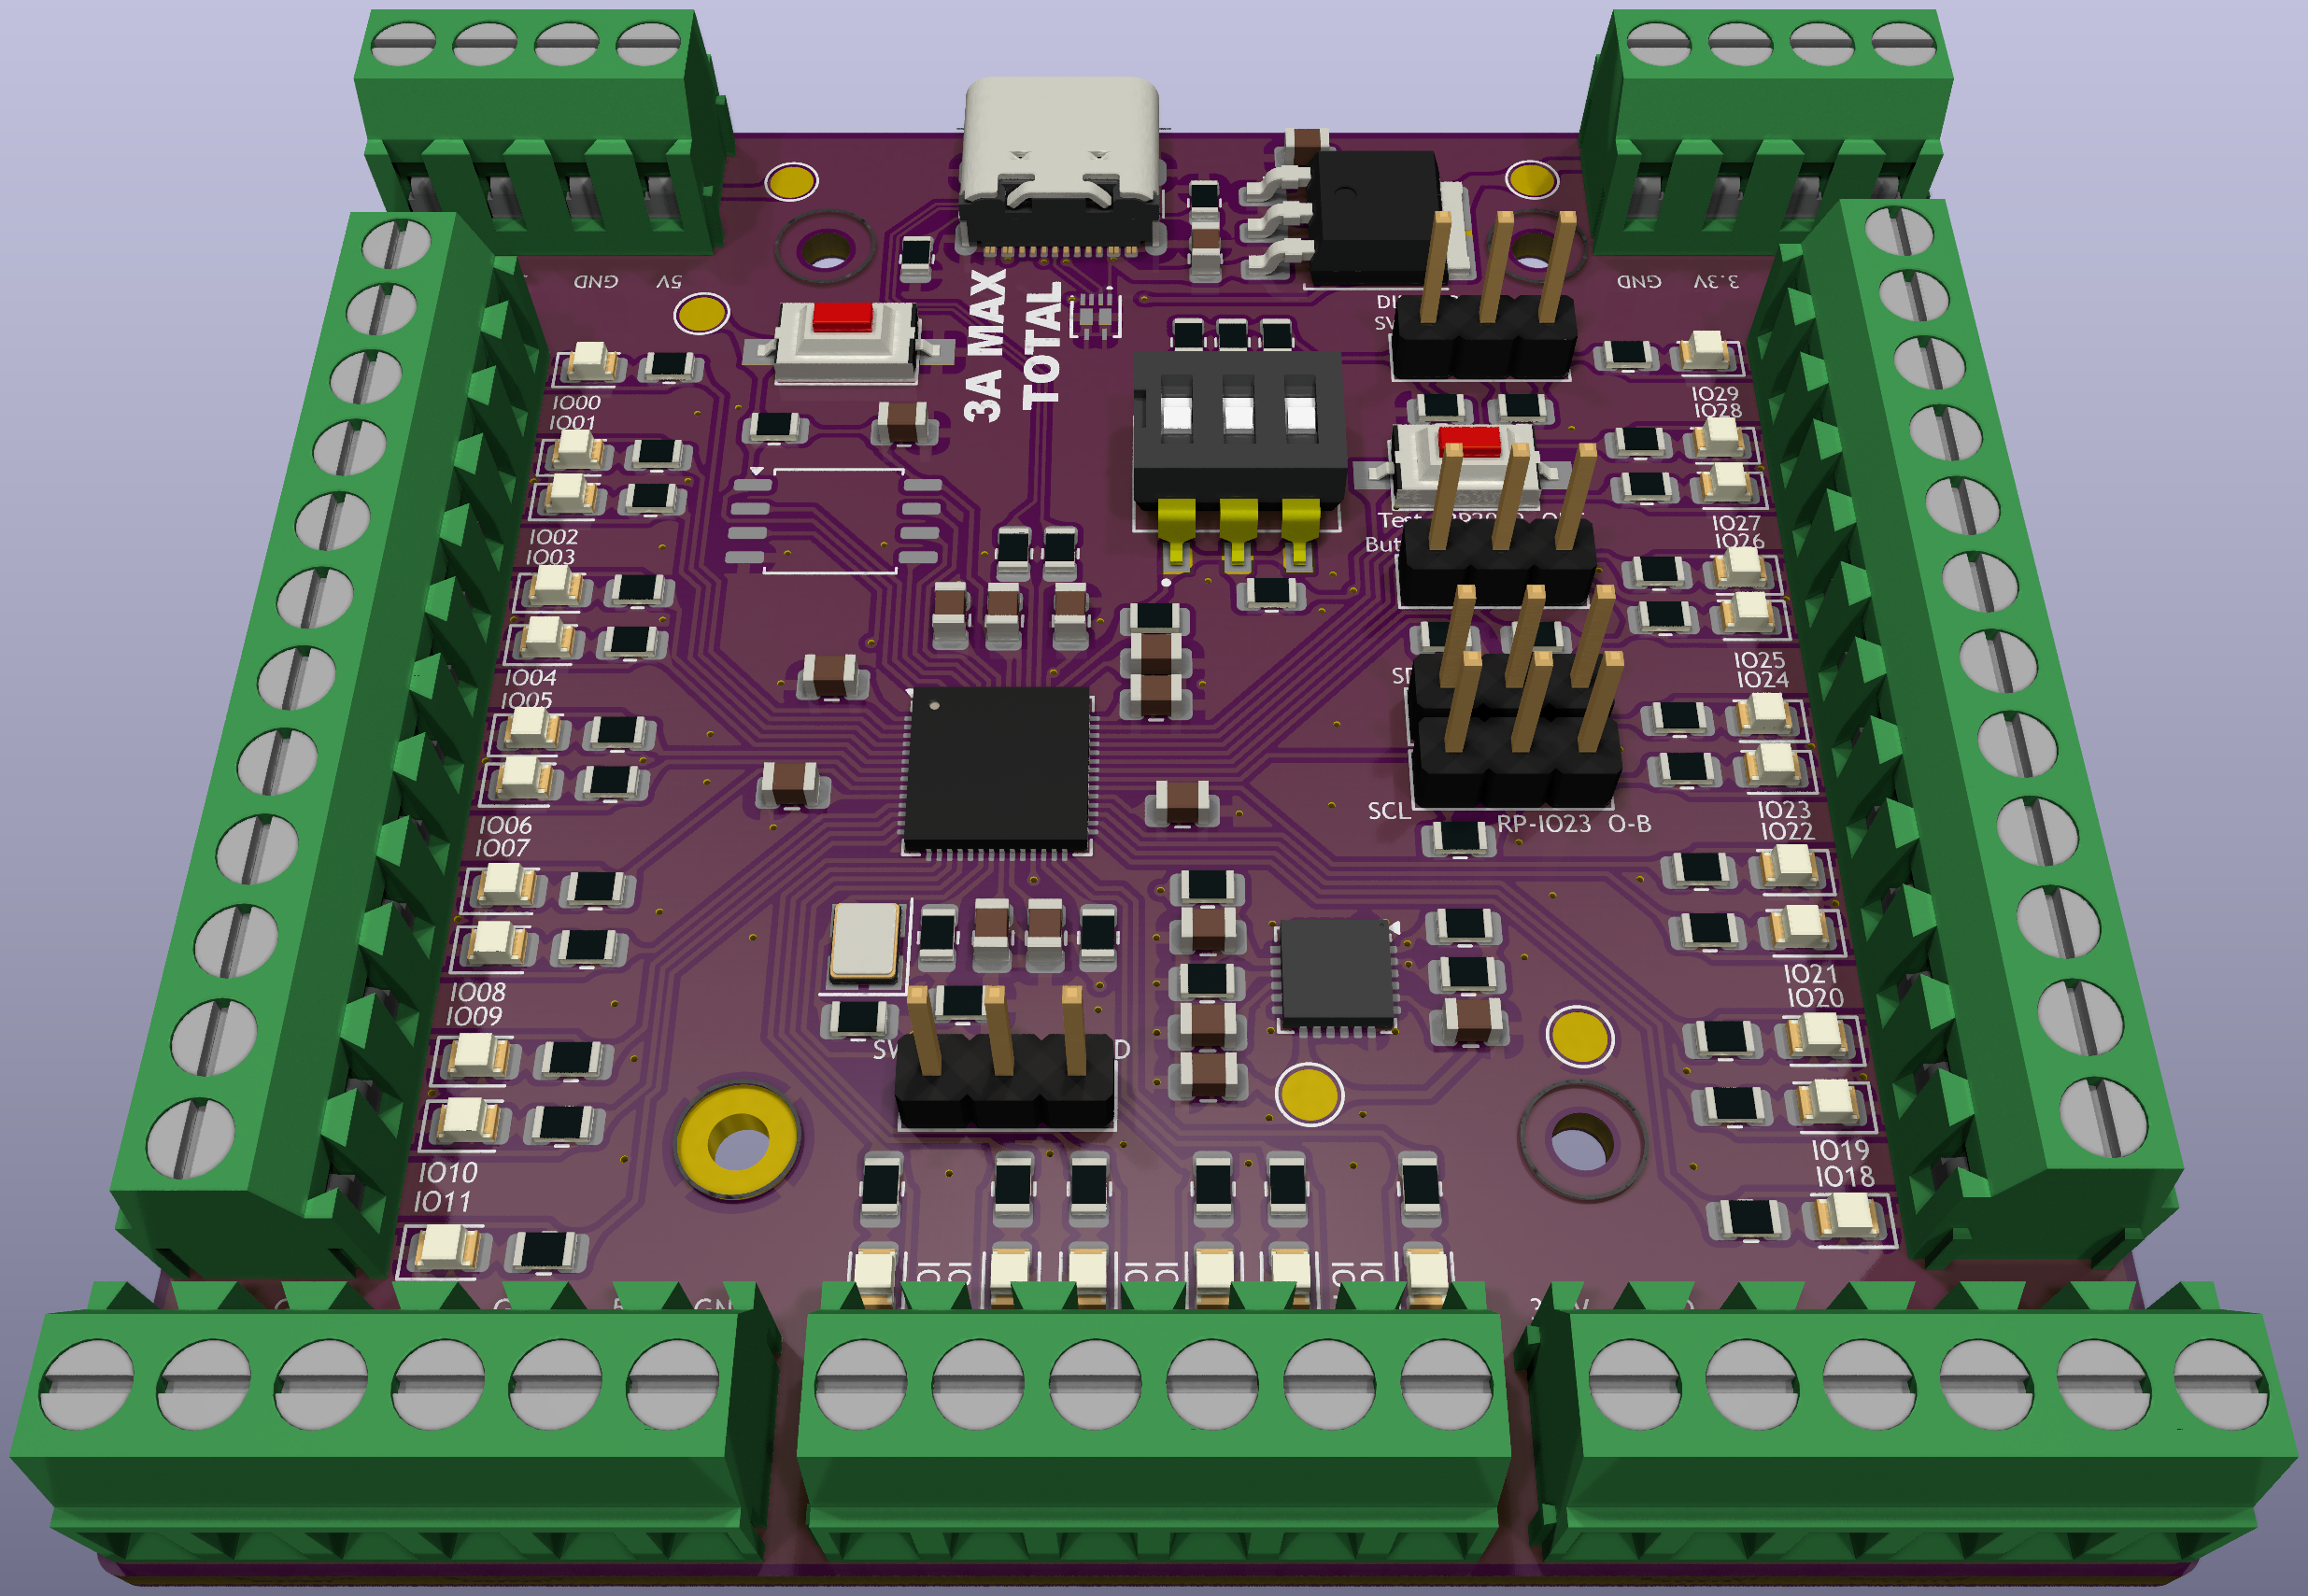 GND 5V
GND 3.3V
3A MAX
TOTAL
IO00
IO01
IO02
IO03
IO04
IO05
IO06
IO07
IO08
IO09
IO10
IO11
IO29
IO28
IO27
IO26
IO25
IO24
IO23
IO22
IO21
IO20
IO19
IO18
SCL
RP-IO23 O-B